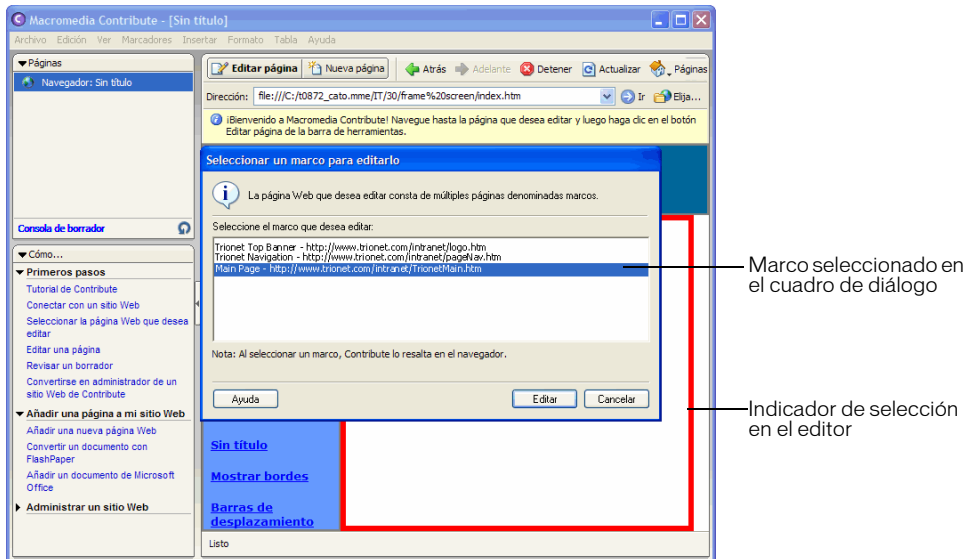 Macromedia Contribute - [Sin título]
Archivo Edición Ver Marcadores Insertar Formato Tabla Ayuda
Páginas
Navegador: Sin título
Consola de borrador
Cómo...
Primeros pasos
Tutorial de Contribute
Conectar con un sitio Web
Seleccionar la página Web que desea
editar
Editar una página
Revisar un borrador
Convertirse en administrador de un
sitio Web de Contribute
Añadir una página a mi sitio Web
Añadir una nueva página Web
Convertir un documento con
FlashPaper
Añadir un documento de Microsoft
Office
Administrar un sitio Web
Editar página Nueva página Atrás Adelante Detener Actualizar Páginas
Dirección: file:///C:/t0872_cato.mme/IT/30/frame%20screen/index.htm Ir Elija...
¡Bienvenido a Macromedia Contribute! Navegue hasta la página que desea editar y luego haga clic en el botón
Editar página de la barra de herramientas.
Seleccionar un marco para editarlo
La página Web que desea editar consta de múltiples páginas denominadas marcos.
Seleccione el marco que desea editar:
Trionet Top Banner - http://www.trionet.com/intranet/logo.htm
Trionet Navigation - http://www.trionet.com/intranet/pageNav.htm
Main Page - http://www.trionet.com/intranet/TrionetMain.htm
Nota: Al seleccionar un marco, Contribute lo resalta en el navegador.
Ayuda Editar Cancelar
Sin título
Mostrar bordes
Barras de
desplazamiento
Listo
Marco seleccionado en
el cuadro de diálogo
Indicador de selección
en el editor